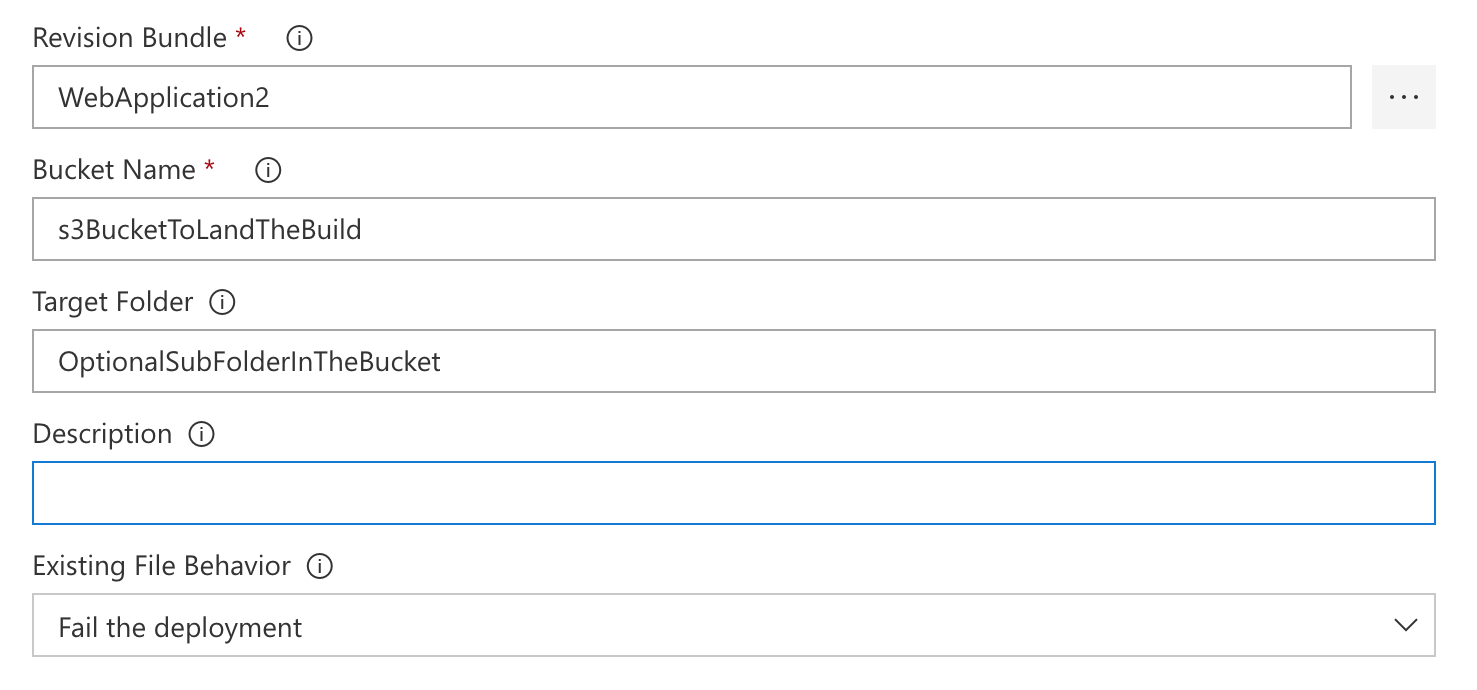 Revision Bundle *
WebApplication2
...
Bucket Name *
s3BucketToLandTheBuild
Target Folder
OptionalSubFolderInTheBucket
Description
Existing File Behavior
Fail the deployment